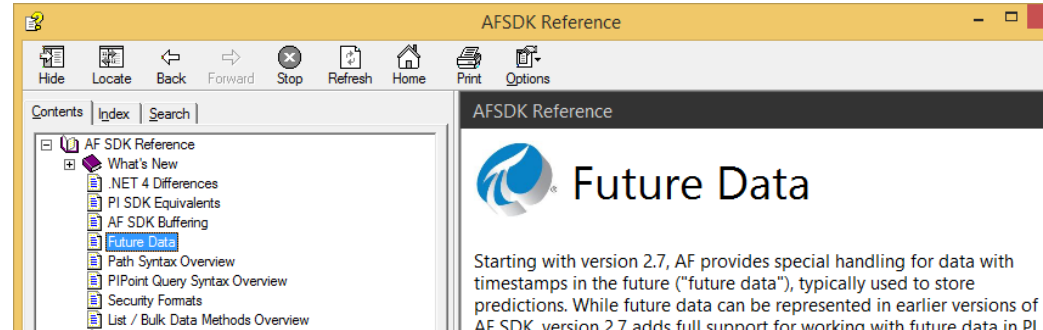 AFSDK Reference
Hide Locate Back Forward Stop Refresh Home Print Options
Contents Index Search
AFSDK Reference
AF SDK Reference
What's New
.NET 4 Differences
PI SDK Equivalents
AF SDK Buffering
Future Data
Path Syntax Overview
PIPoint Query Syntax Overview
Security Formats
List / Bulk Data Methods Overview
Future Data
Starting with version 2.7, AF provides special handling for data with
timestamps in the future ("future data"), typically used to store
predictions. While future data can be represented in earlier versions of
AF SDK, version 2.7 adds full support for working with future data in PI